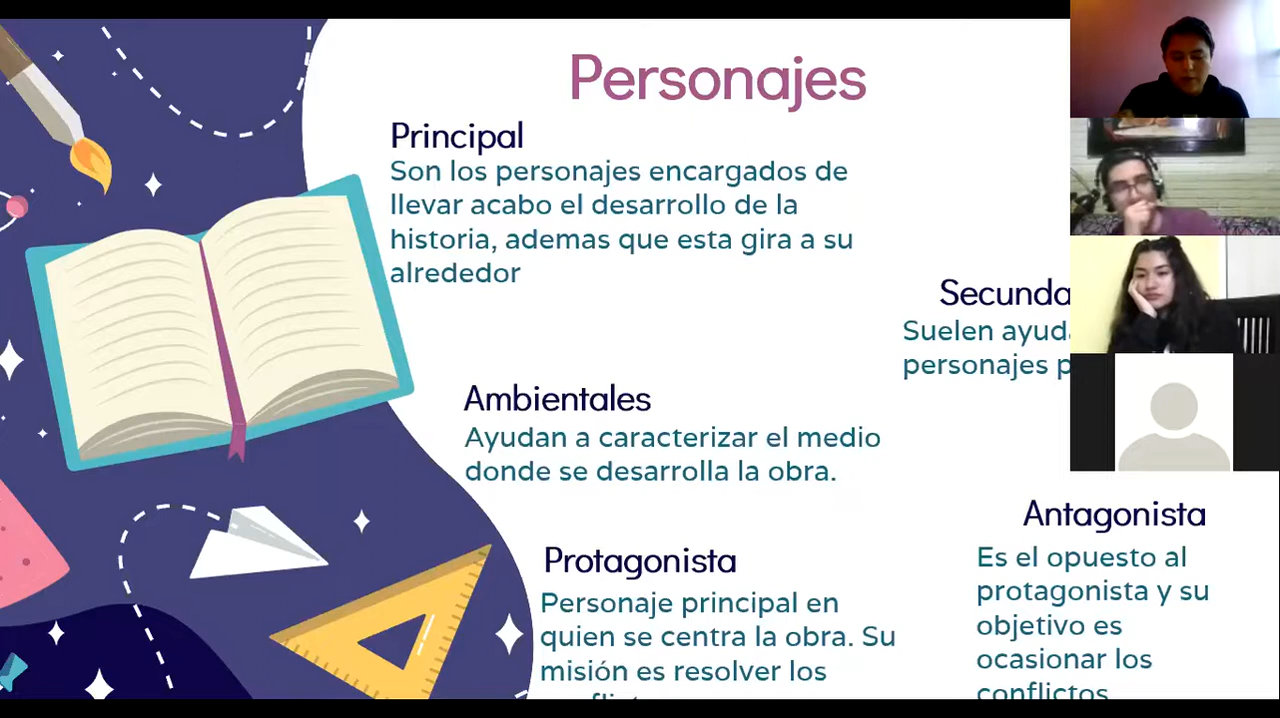 Personajes
Principal
Son los personajes encargados de
llevar acabo el desarrollo de la
historia, ademas que esta gira a su
alrededor
Suelen
personajes
Ambientales
Ayudan a caracterizar el medio
donde se desarrolla la obra.
Protagonista
Personaje principal en
quien se centra la obra. Su
misión es resolver los
Antagonista
Es el opuesto al
protagonista y su
objetivo es
ocasionar los
conflictos